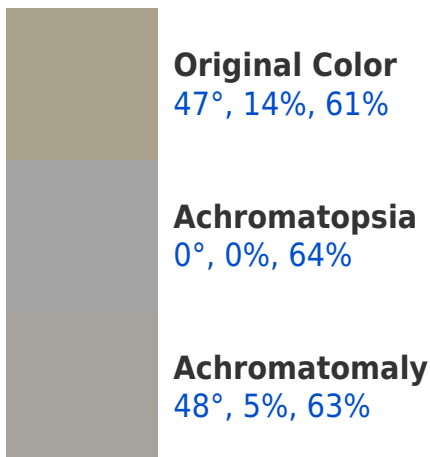 Original Color
47°, 14%, 61%
Achromatopsia
0°, 0%, 64%
Achromatomaly
48°, 5%, 63%